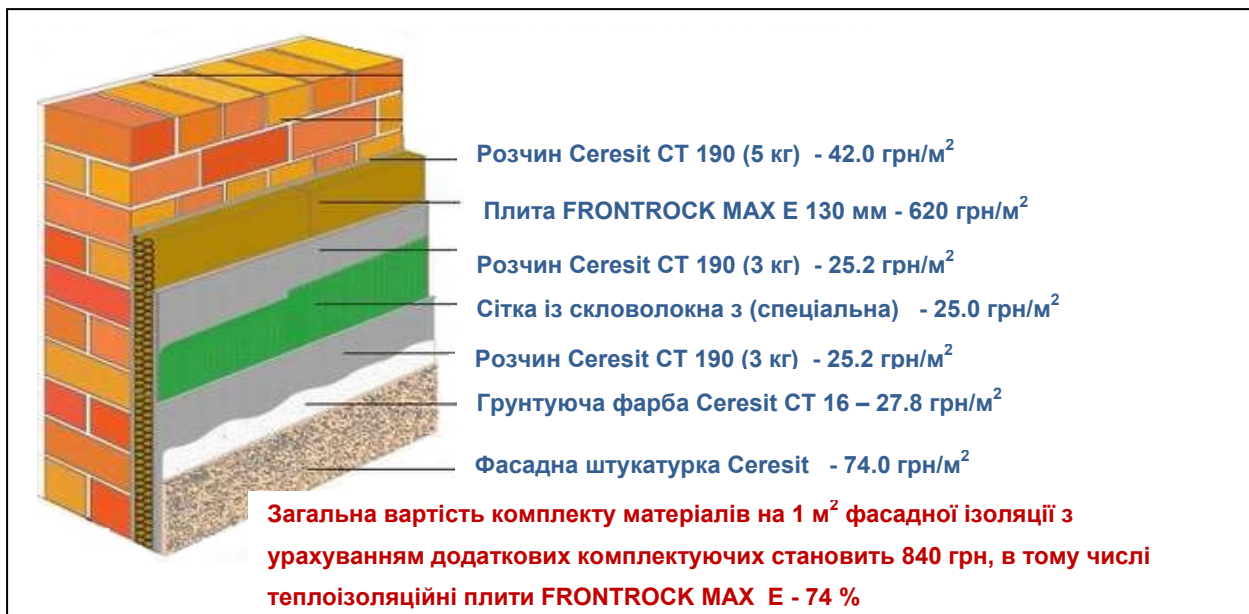 Розчин Ceresit CT 190 (5 кг) - 42.0 грн/м²
Плита FRONTROCK MAX E 130 мм - 620 грн/м²
Розчин Ceresit CT 190 (3 кг) - 25.2 грн/м²
Сітка із скловолокна з (спеціальна) - 25.0 грн/м²
Розчин Ceresit CT 190 (3 кг) - 25.2 грн/м²
Грунтуюча фарба Ceresit CT 16 – 27.8 грн/м²
Фасадна штукатурка Ceresit - 74.0 грн/м²
Загальна вартість комплекту матеріалів на 1 м² фасадної ізоляції з
урахуванням додаткових комплектуючих становить 840 грн, в тому числі
теплоізоляційні плити FRONTROCK MAX E - 74 %